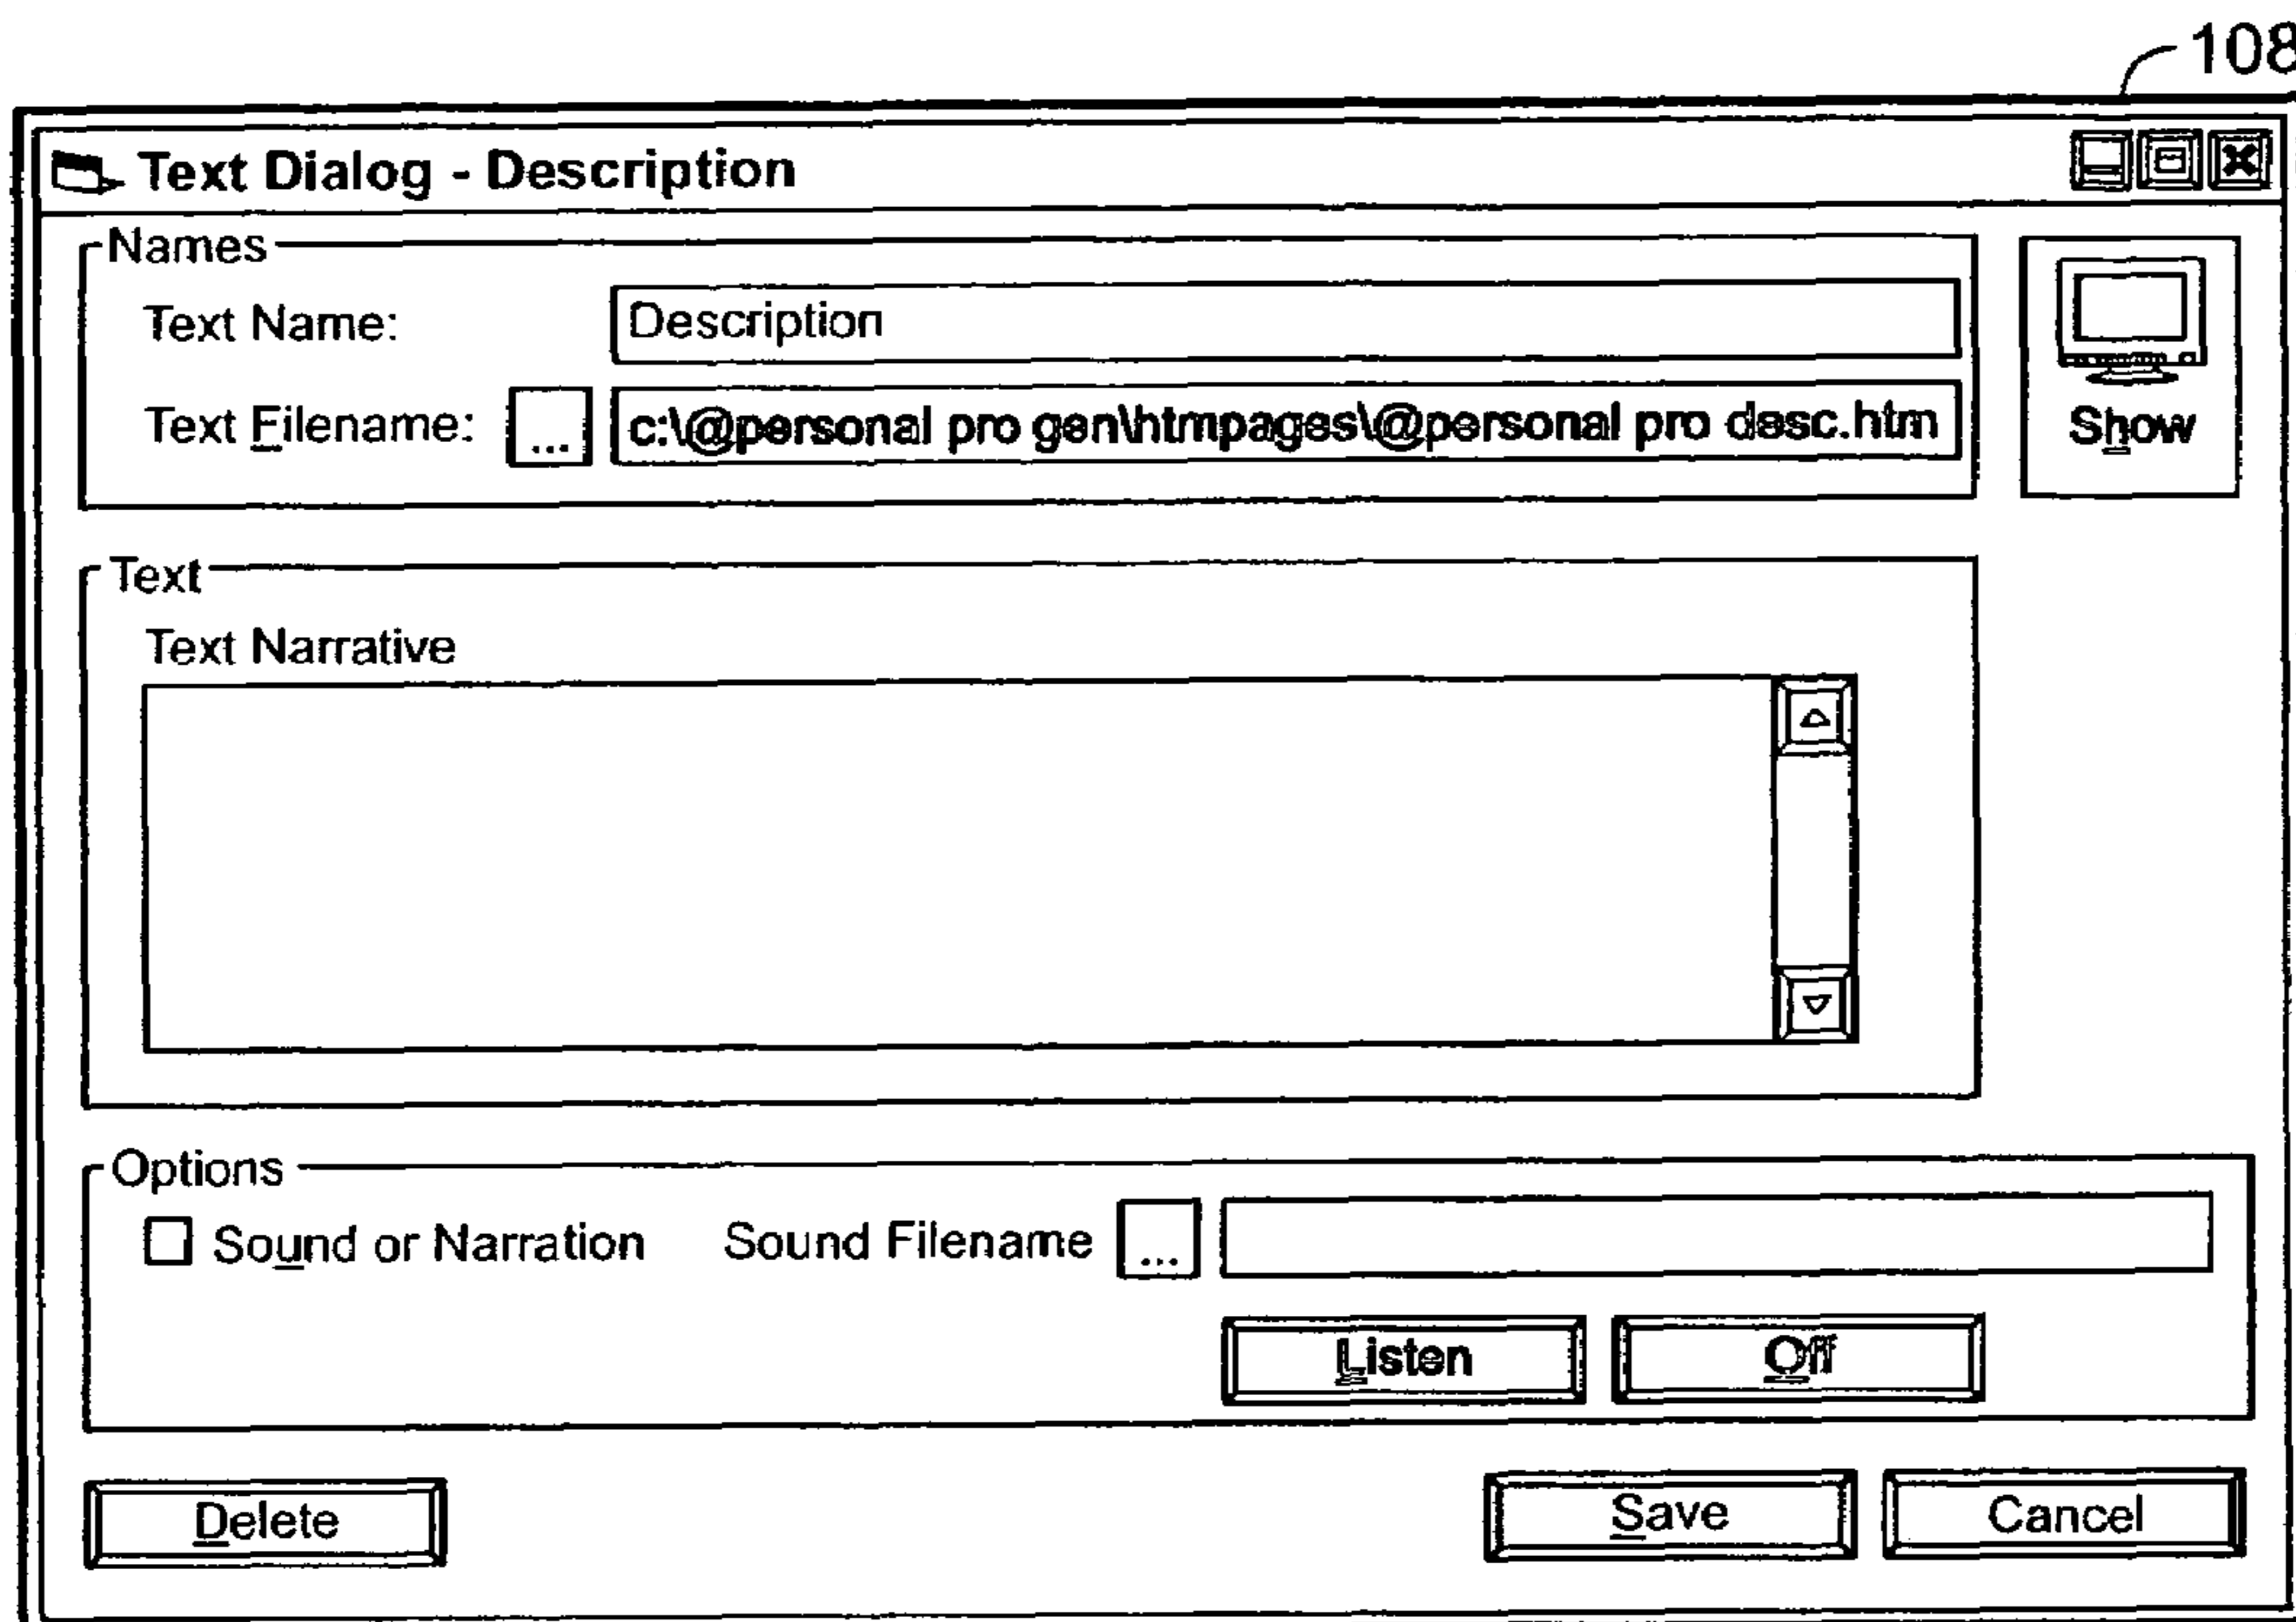 108
Text Dialog - Description
Names
Text Name: Description
Text Filename: ... c:\@personal pro gen\htmpages\@personal pro desc.htm
Show
Text
Text Narrative
Options
Sound or Narration Sound Filename ...
Listen Off
Delete Save Cancel